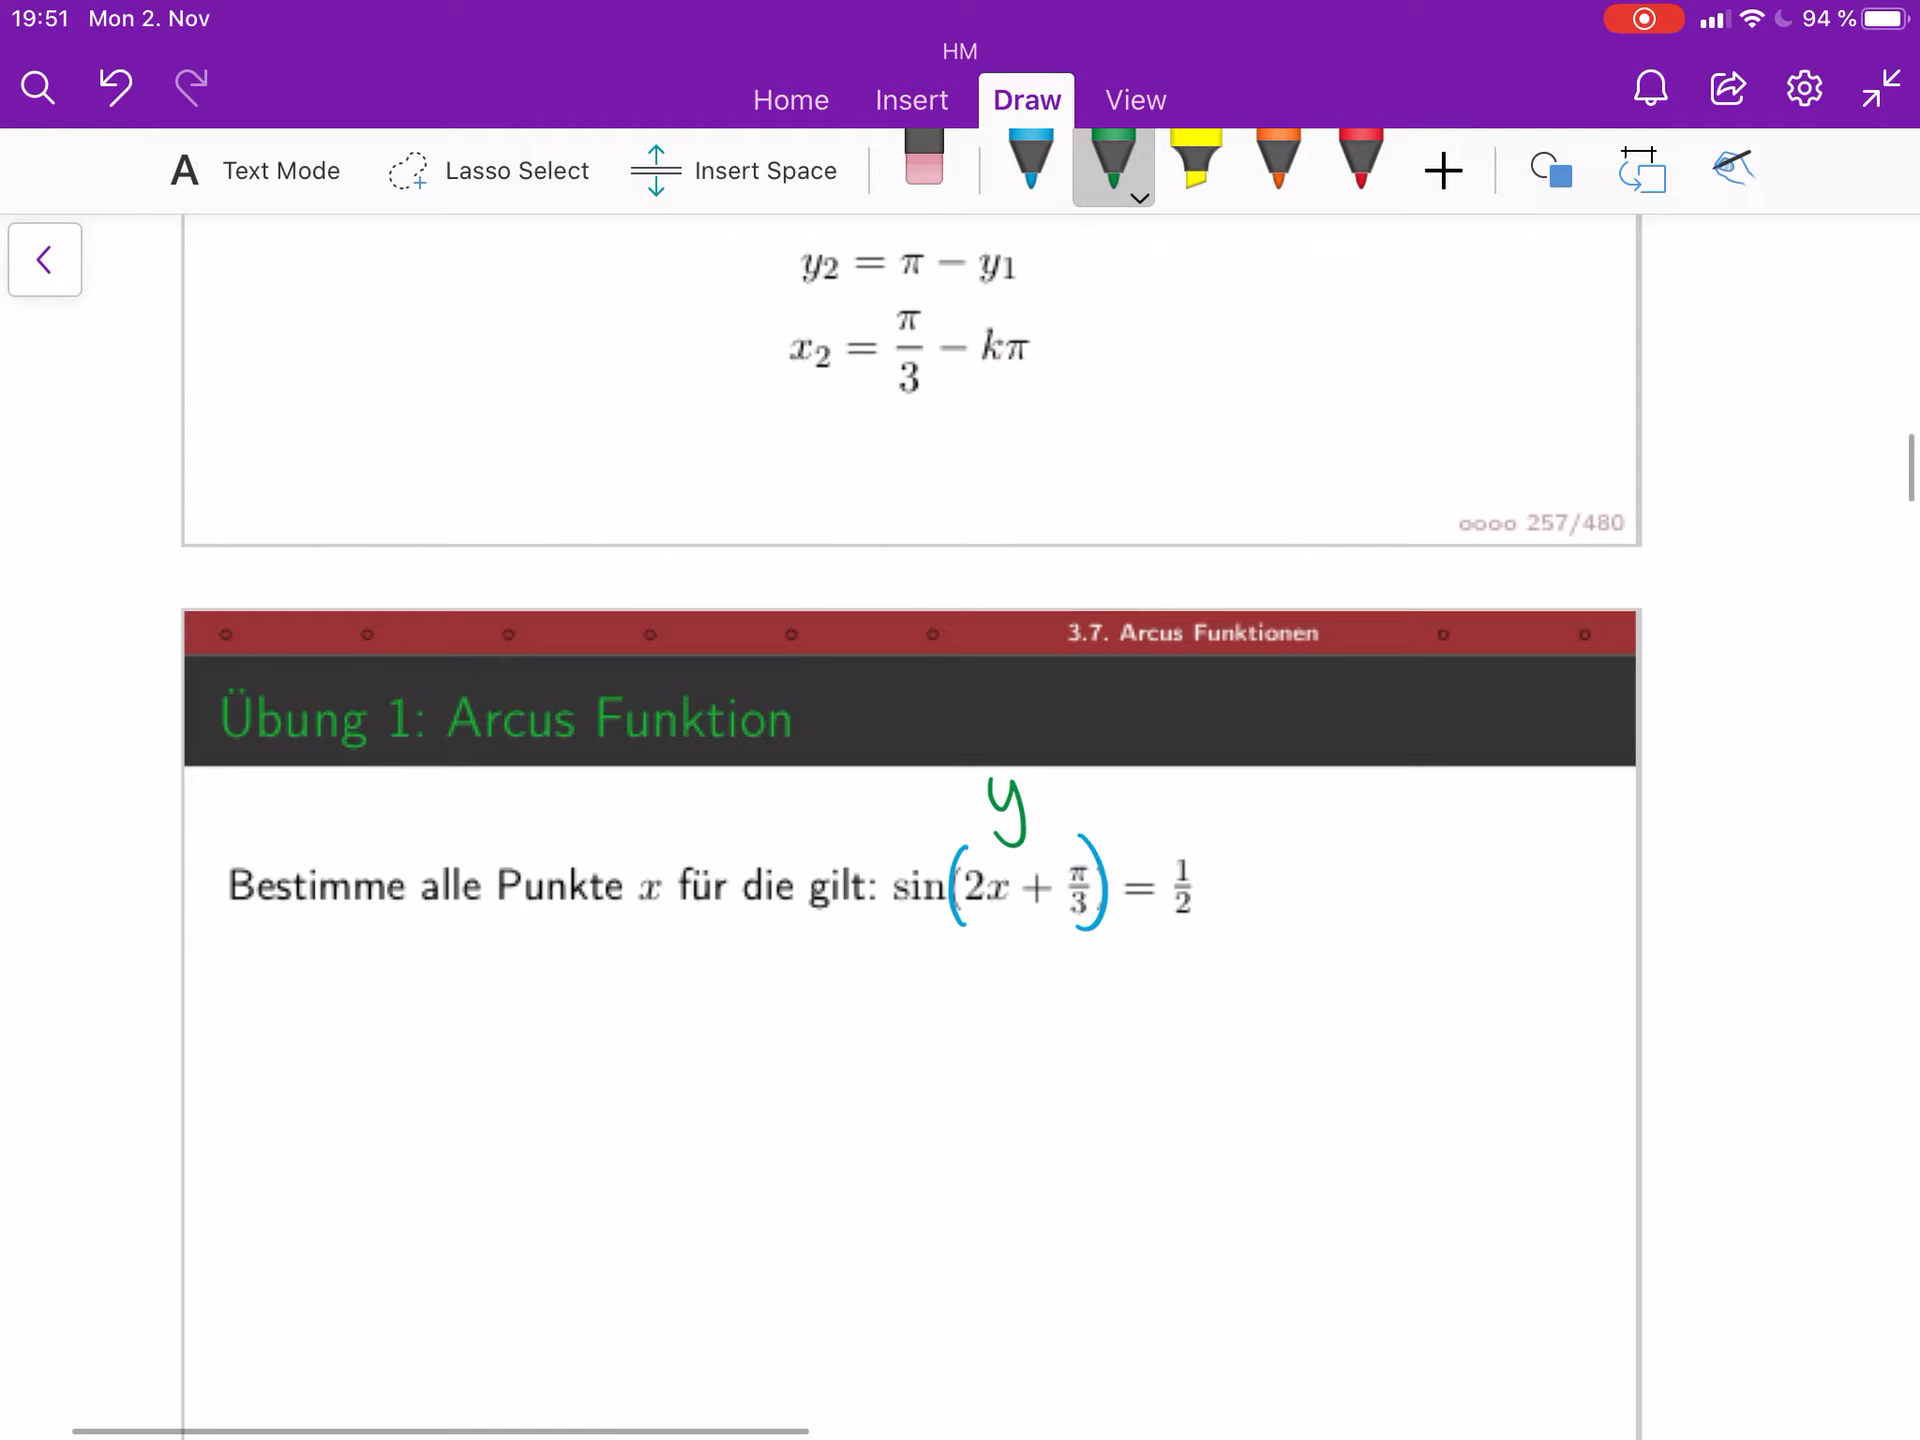 19:51 Mon 2. Nov 94 %
HM
Home Insert Draw View
A Text Mode Lasso Select Insert Space
y₂ = π − y₁
x₂ = π/3 − kπ
oooo 257/480
3.7. Arcus Funktionen
Übung 1: Arcus Funktion
y
Bestimme alle Punkte x für die gilt: sin(2x + π/3) = 1/2